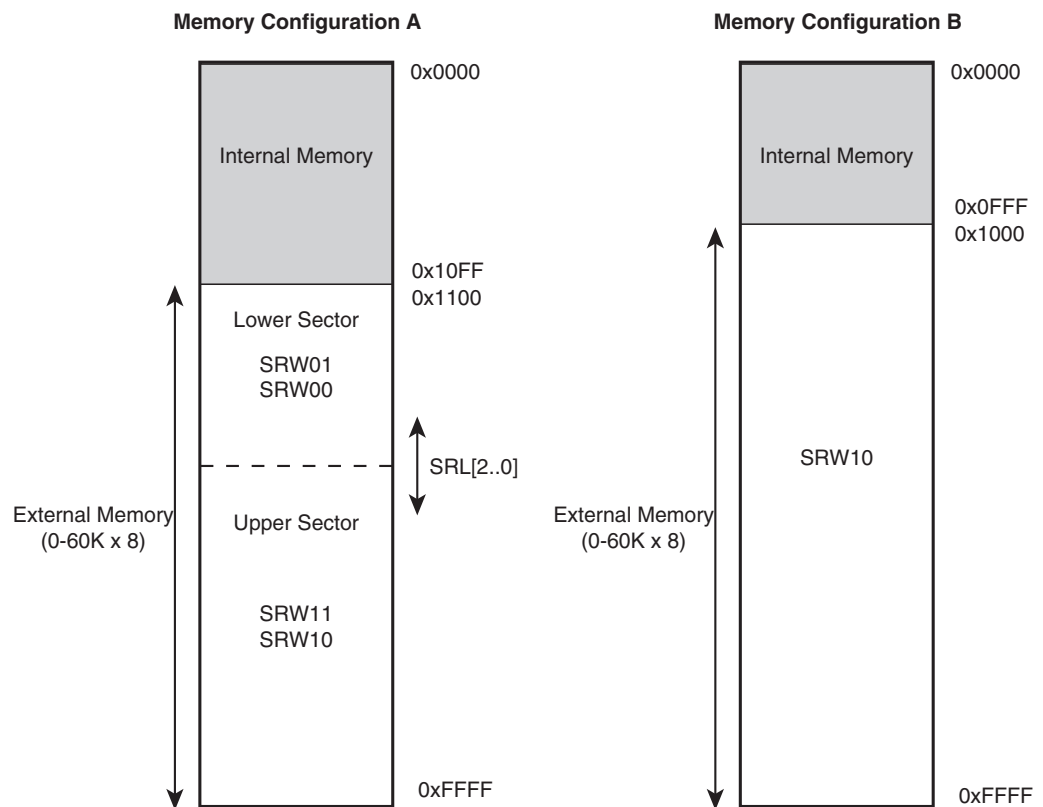 Memory Configuration A
0x0000
Internal Memory
0x10FF
0x1100
Lower Sector
SRW01
SRW00
SRL[2..0]
External Memory
(0-60K x 8)
Upper Sector
SRW11
SRW10
0xFFFF
Memory Configuration B
0x0000
Internal Memory
0x0FFF
0x1000
SRW10
External Memory
(0-60K x 8)
0xFFFF